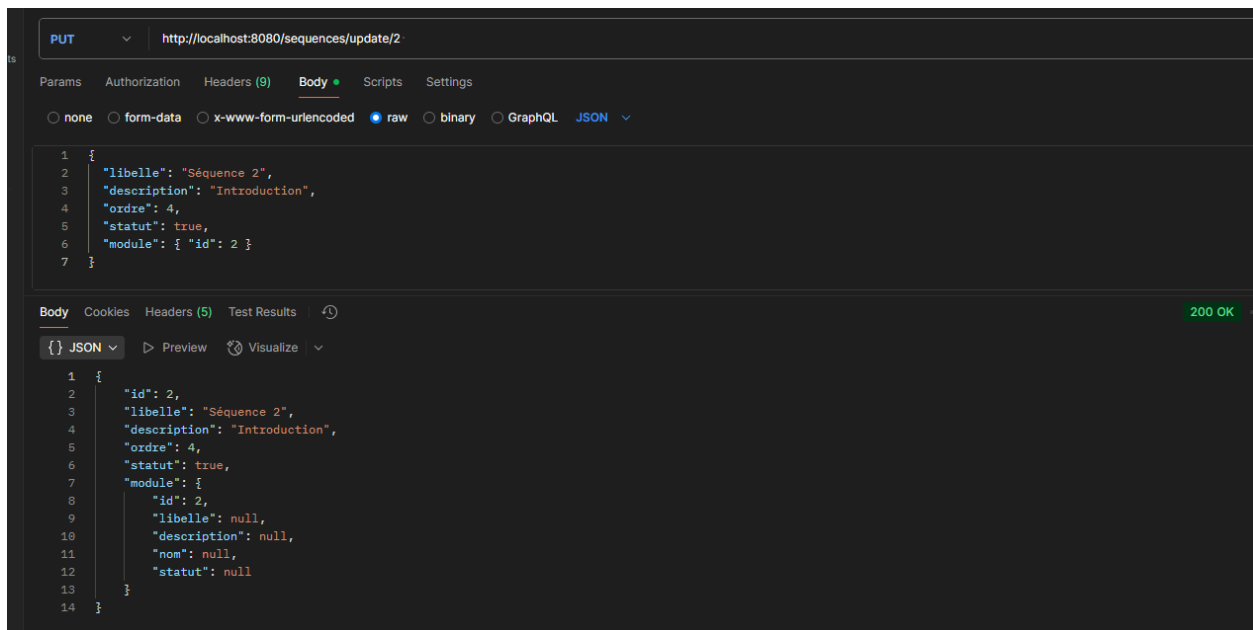 PUT http://localhost:8080/sequences/update/2
ts
Params Authorization Headers (9) Body Scripts Settings
none form-data x-www-form-urlencoded raw binary GraphQL JSON
1 {
2 "libelle": "Séquence 2",
3 "description": "Introduction",
4 "ordre": 4,
5 "statut": true,
6 "module": { "id": 2 }
7 }
Body Cookies Headers (5) Test Results 200 OK
{} JSON Preview Visualize
1 {
2 "id": 2,
3 "libelle": "Séquence 2",
4 "description": "Introduction",
5 "ordre": 4,
6 "statut": true,
7 "module": {
8 "id": 2,
9 "libelle": null,
10 "description": null,
11 "nom": null,
12 "statut": null
13 }
14 }